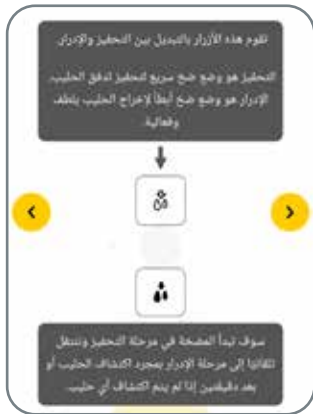 تقوم هذه الأزرار بالتبديل بين التحفيز والإدرار.
التحفيز هو وضع ضخ سريع لتحفيز تدفق الحليب.
الإدرار هو وضع ضخ أبطأ لإخراج الحليب بلطف
وفعالية.
سوف تبدأ المضخة في مرحلة التحفيز وتنتقل
تلقائيًا إلى مرحلة الإدرار بمجرد اكتشاف الحليب أو
بعد دقيقتين إذا لم يتم اكتشاف أي حليب.